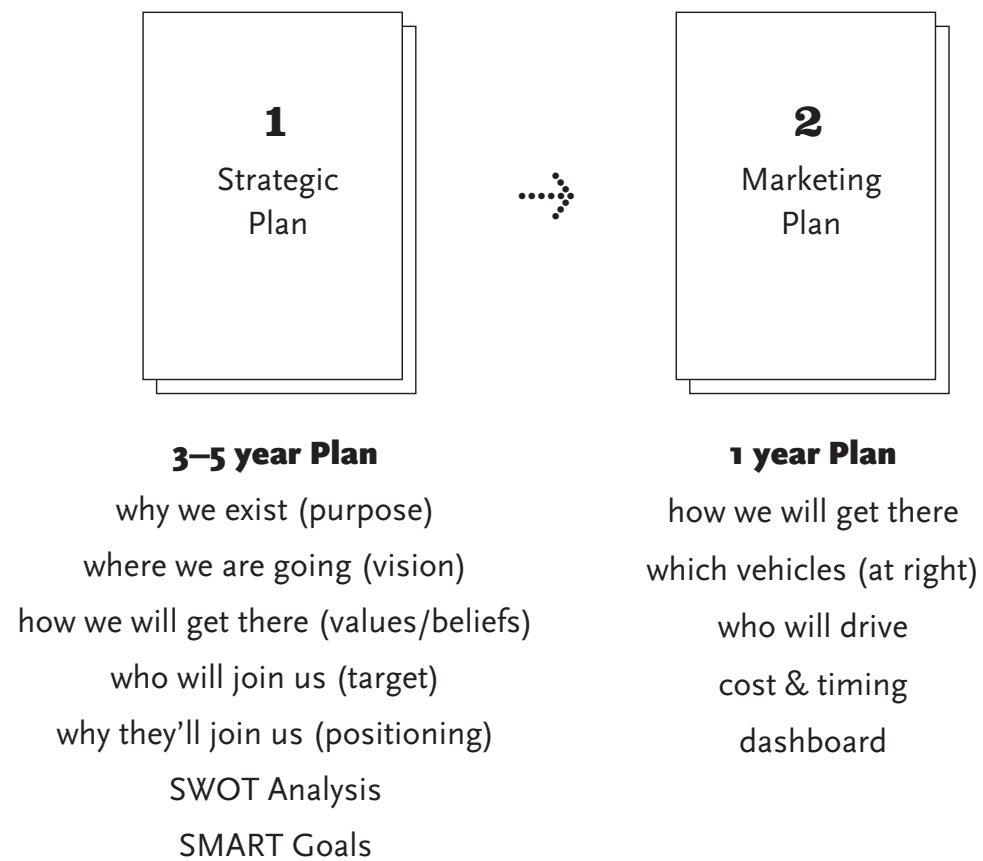 1
Strategic
Plan
3–5 year Plan
why we exist (purpose)
where we are going (vision)
how we will get there (values/beliefs)
who will join us (target)
why they’ll join us (positioning)
SWOT Analysis
SMART Goals
2
Marketing
Plan
1 year Plan
how we will get there
which vehicles (at right)
who will drive
cost & timing
dashboard